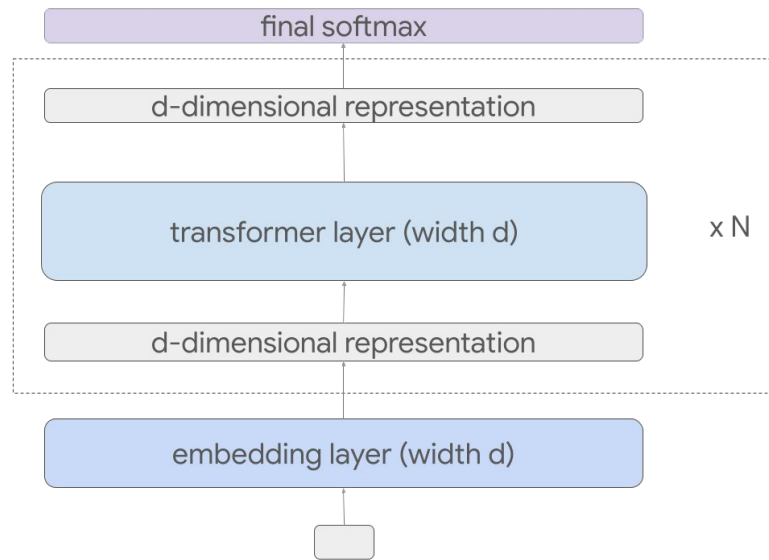 final softmax
d-dimensional representation
transformer layer (width d)
x N
d-dimensional representation
embedding layer (width d)